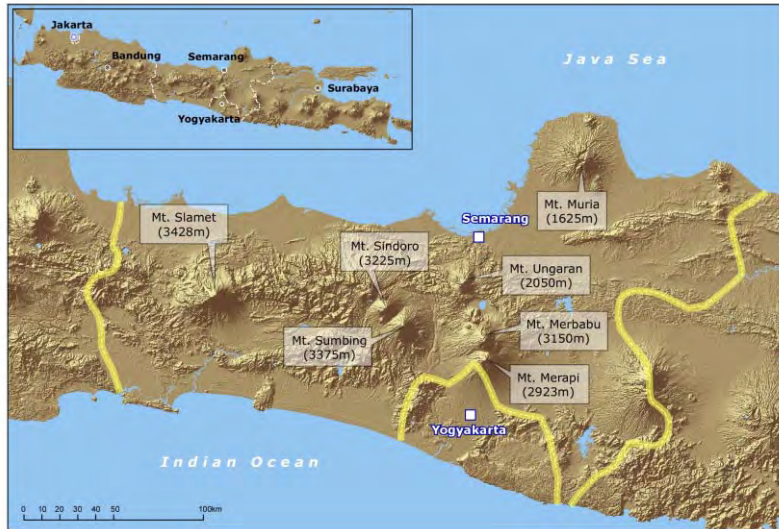 Jakarta
Bandung
Semarang
Surabaya
Yogyakarta
Java Sea
Mt. Muria
(1625m)
Mt. Slamet
(3428m)
Semarang
Mt. Sindoro
(3225m)
Mt. Ungaran
(2050m)
Mt. Sumbing
(3375m)
Mt. Merbabu
(3150m)
Mt. Merapi
(2923m)
Yogyakarta
Indian Ocean
0 10 20 30 40 50 100km